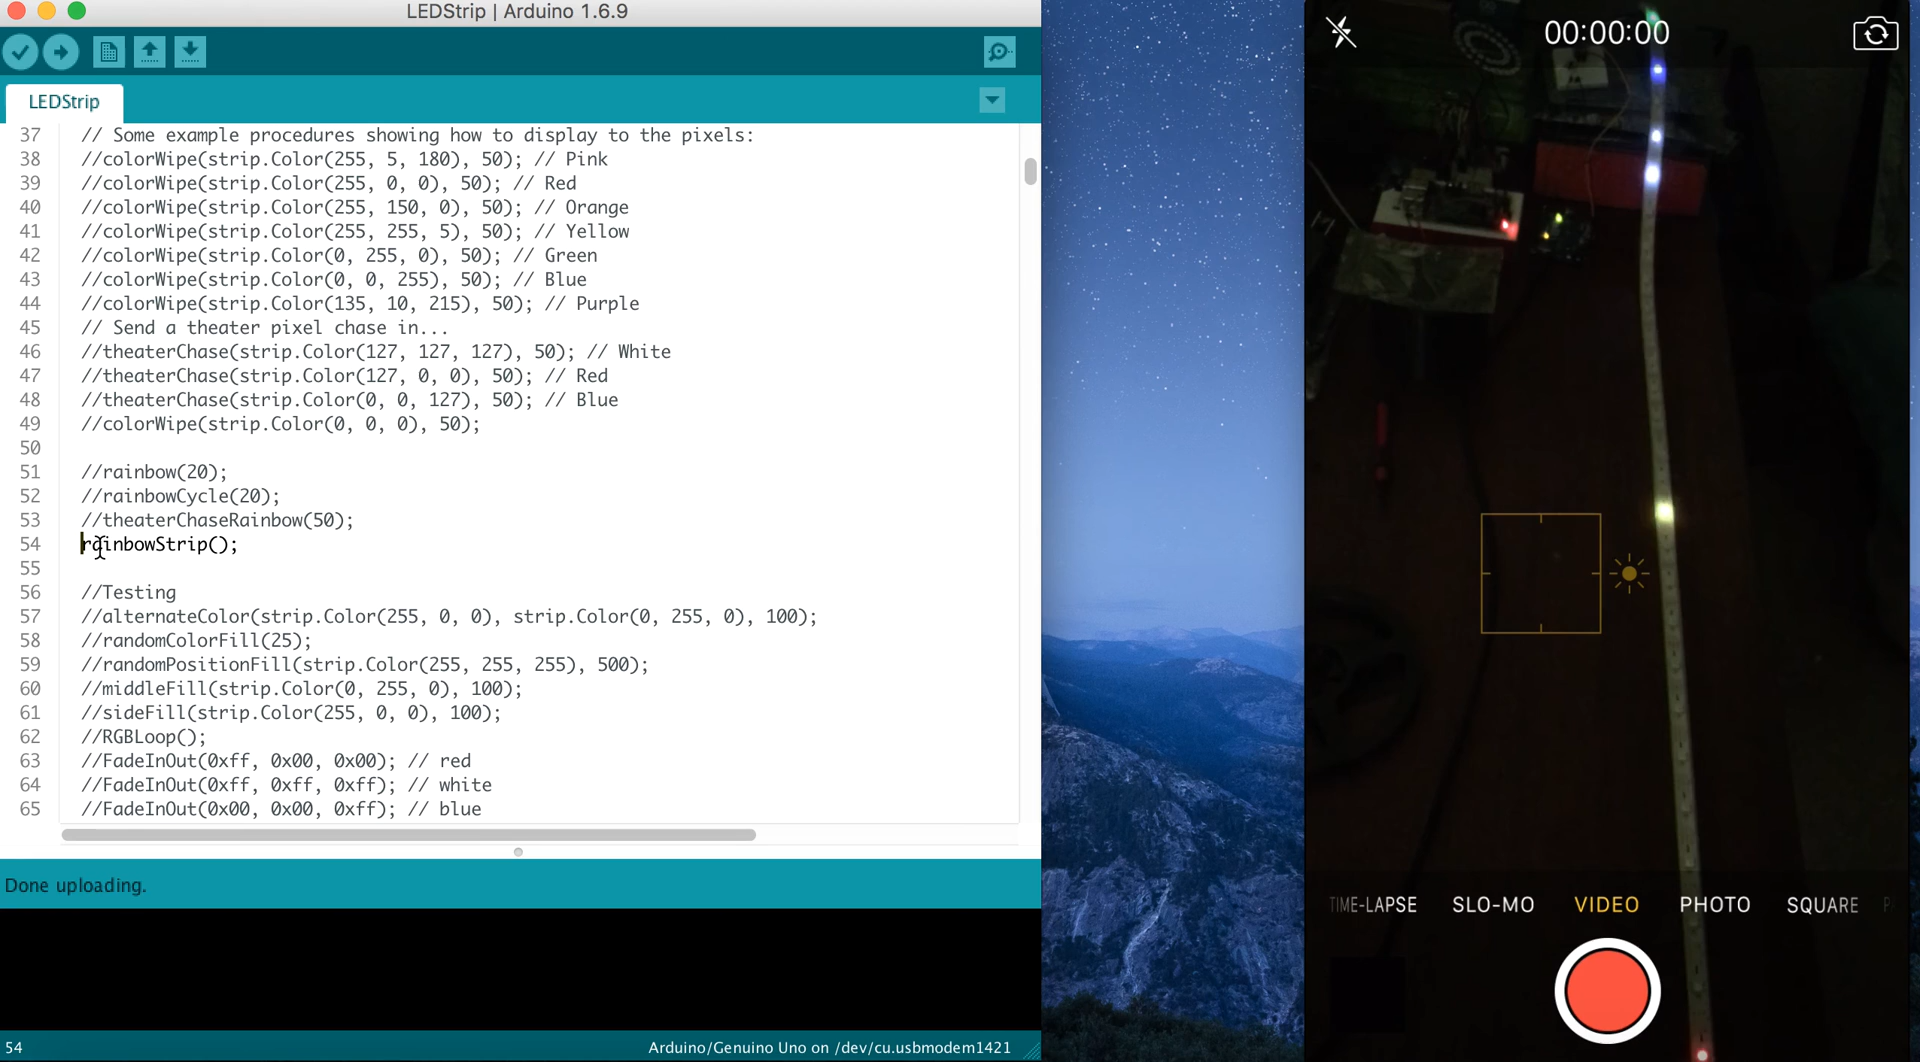 LEDStrip | Arduino 1.6.9
LEDStrip
37 // Some example procedures showing how to display to the pixels:
38 //colorWipe(strip.Color(255, 5, 180), 50); // Pink
39 //colorWipe(strip.Color(255, 0, 0), 50); // Red
40 //colorWipe(strip.Color(255, 150, 0), 50); // Orange
41 //colorWipe(strip.Color(255, 255, 5), 50); // Yellow
42 //colorWipe(strip.Color(0, 255, 0), 50); // Green
43 //colorWipe(strip.Color(0, 0, 255), 50); // Blue
44 //colorWipe(strip.Color(135, 10, 215), 50); // Purple
45 // Send a theater pixel chase in...
46 //theaterChase(strip.Color(127, 127, 127), 50); // White
47 //theaterChase(strip.Color(127, 0, 0), 50); // Red
48 //theaterChase(strip.Color(0, 0, 127), 50); // Blue
49 //colorWipe(strip.Color(0, 0, 0), 50);
50
51 //rainbow(20);
52 //rainbowCycle(20);
53 //theaterChaseRainbow(50);
54 rainbowStrip();
55
56 //Testing
57 //alternateColor(strip.Color(255, 0, 0), strip.Color(0, 255, 0), 100);
58 //randomColorFill(25);
59 //randomPositionFill(strip.Color(255, 255, 255), 500);
60 //middleFill(strip.Color(0, 255, 0), 100);
61 //sideFill(strip.Color(255, 0, 0), 100);
62 //RGBLoop();
63 //FadeInOut(0xff, 0x00, 0x00); // red
64 //FadeInOut(0xff, 0xff, 0xff); // white
65 //FadeInOut(0x00, 0x00, 0xff); // blue
Done uploading.
54 Arduino/Genuino Uno on /dev/cu.usbmodem1421
00:00:00
TIME-LAPSE SLO-MO VIDEO PHOTO SQUARE